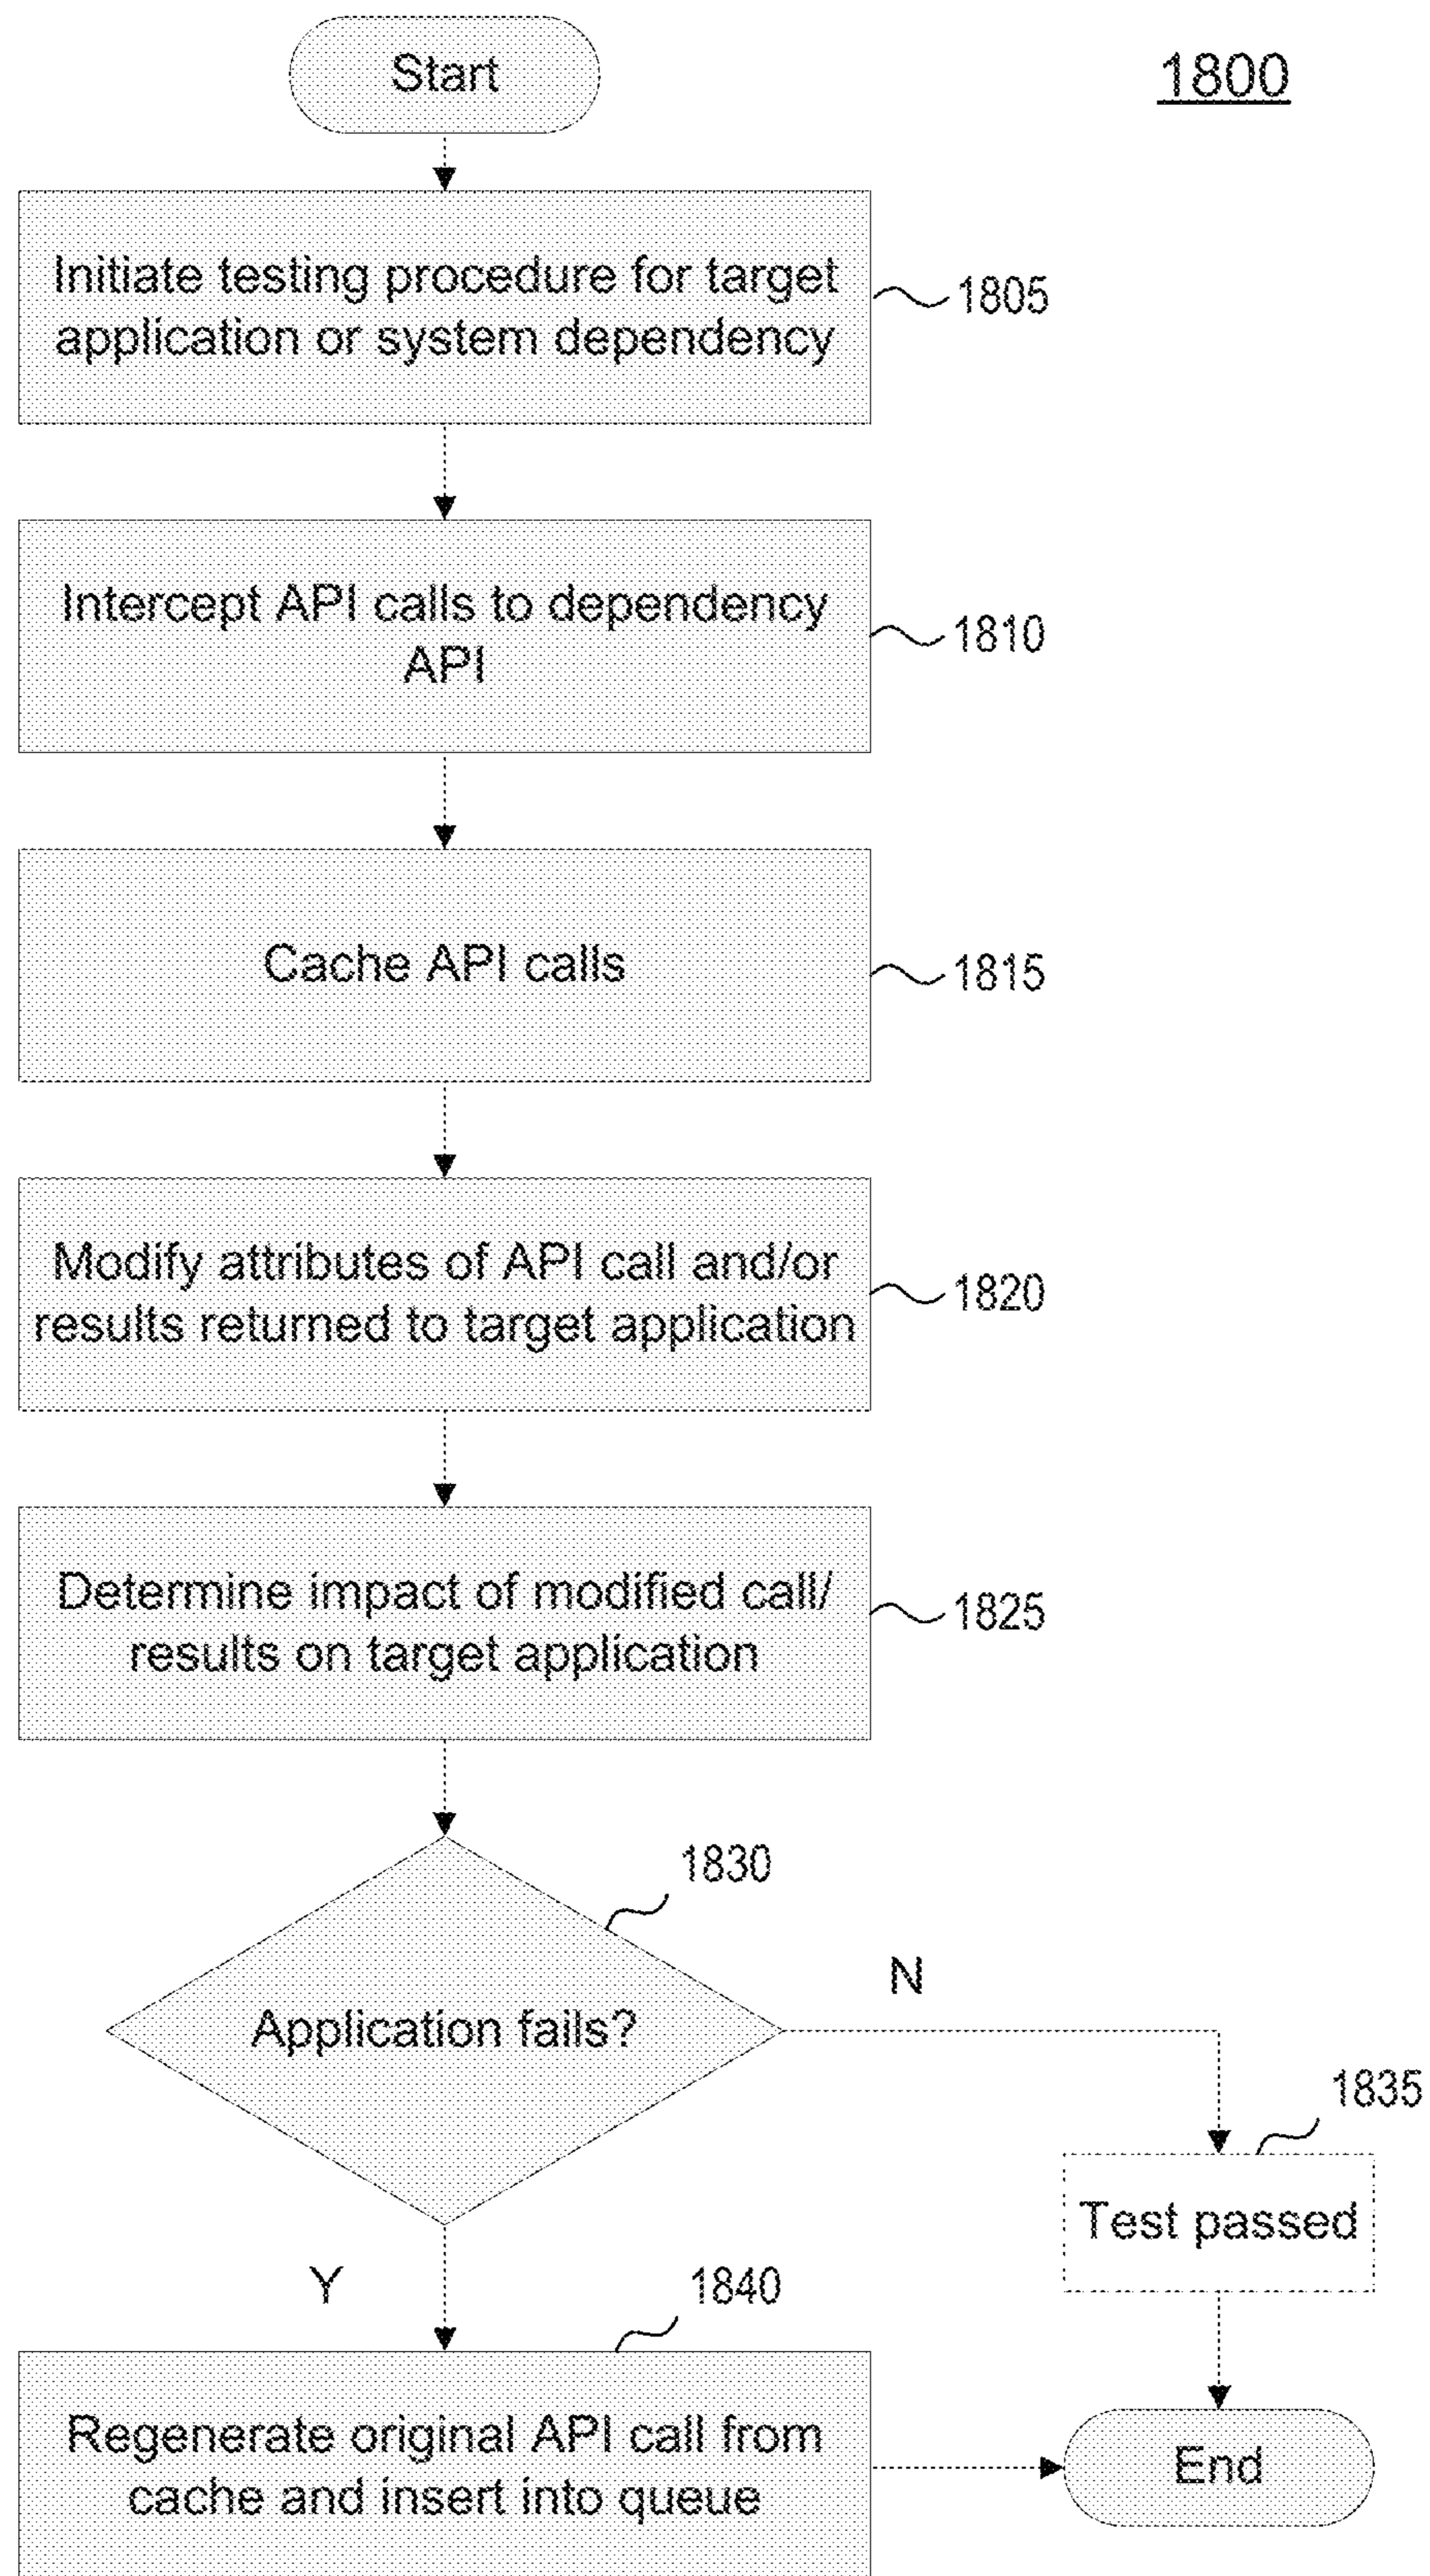 Start
1800
Initiate testing procedure for target
application or system dependency
1805
Intercept API calls to dependency
API
1810
Cache API calls
1815
Modify attributes of API call and/or
results returned to target application
1820
Determine impact of modified call/
results on target application
1825
1830
Application fails?
N
1835
Test passed
Y
1840
Regenerate original API call from
cache and insert into queue
End